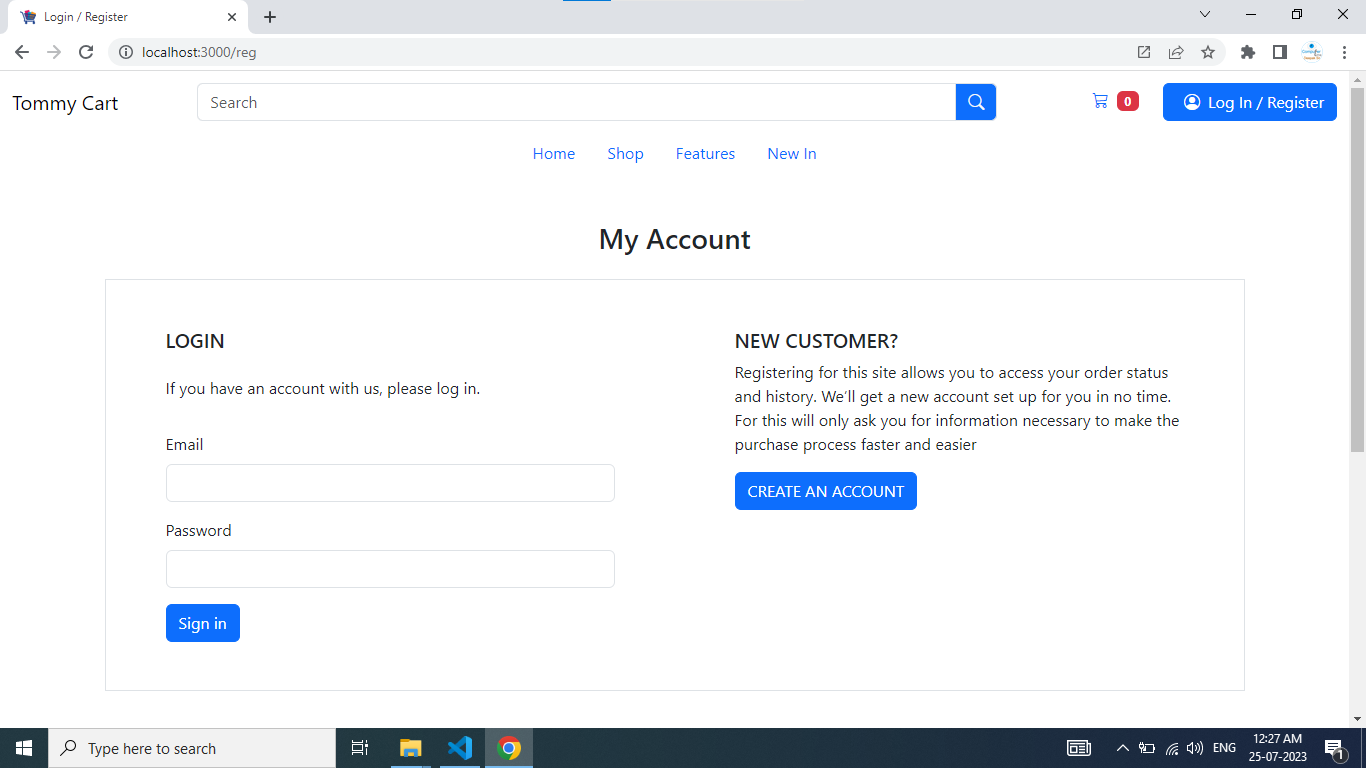 Login / Register
localhost:3000/reg
Tommy Cart
Search
0
Log In / Register
Home
Shop
Features
New In
My Account
LOGIN
If you have an account with us, please log in.
Email
Password
Sign in
NEW CUSTOMER?
Registering for this site allows you to access your order status
and history. We'll get a new account set up for you in no time.
For this will only ask you for information necessary to make the
purchase process faster and easier
CREATE AN ACCOUNT
Type here to search
ENG
12:27 AM
25-07-2023
1